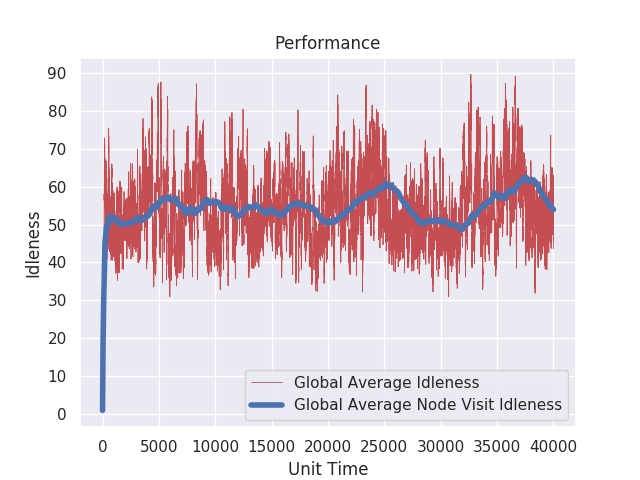 Performance
90
80
70
60
50
40
30
20
10
0
Idleness
Global Average Idleness
Global Average Node Visit Idleness
0 5000 10000 15000 20000 25000 30000 35000 40000
Unit Time